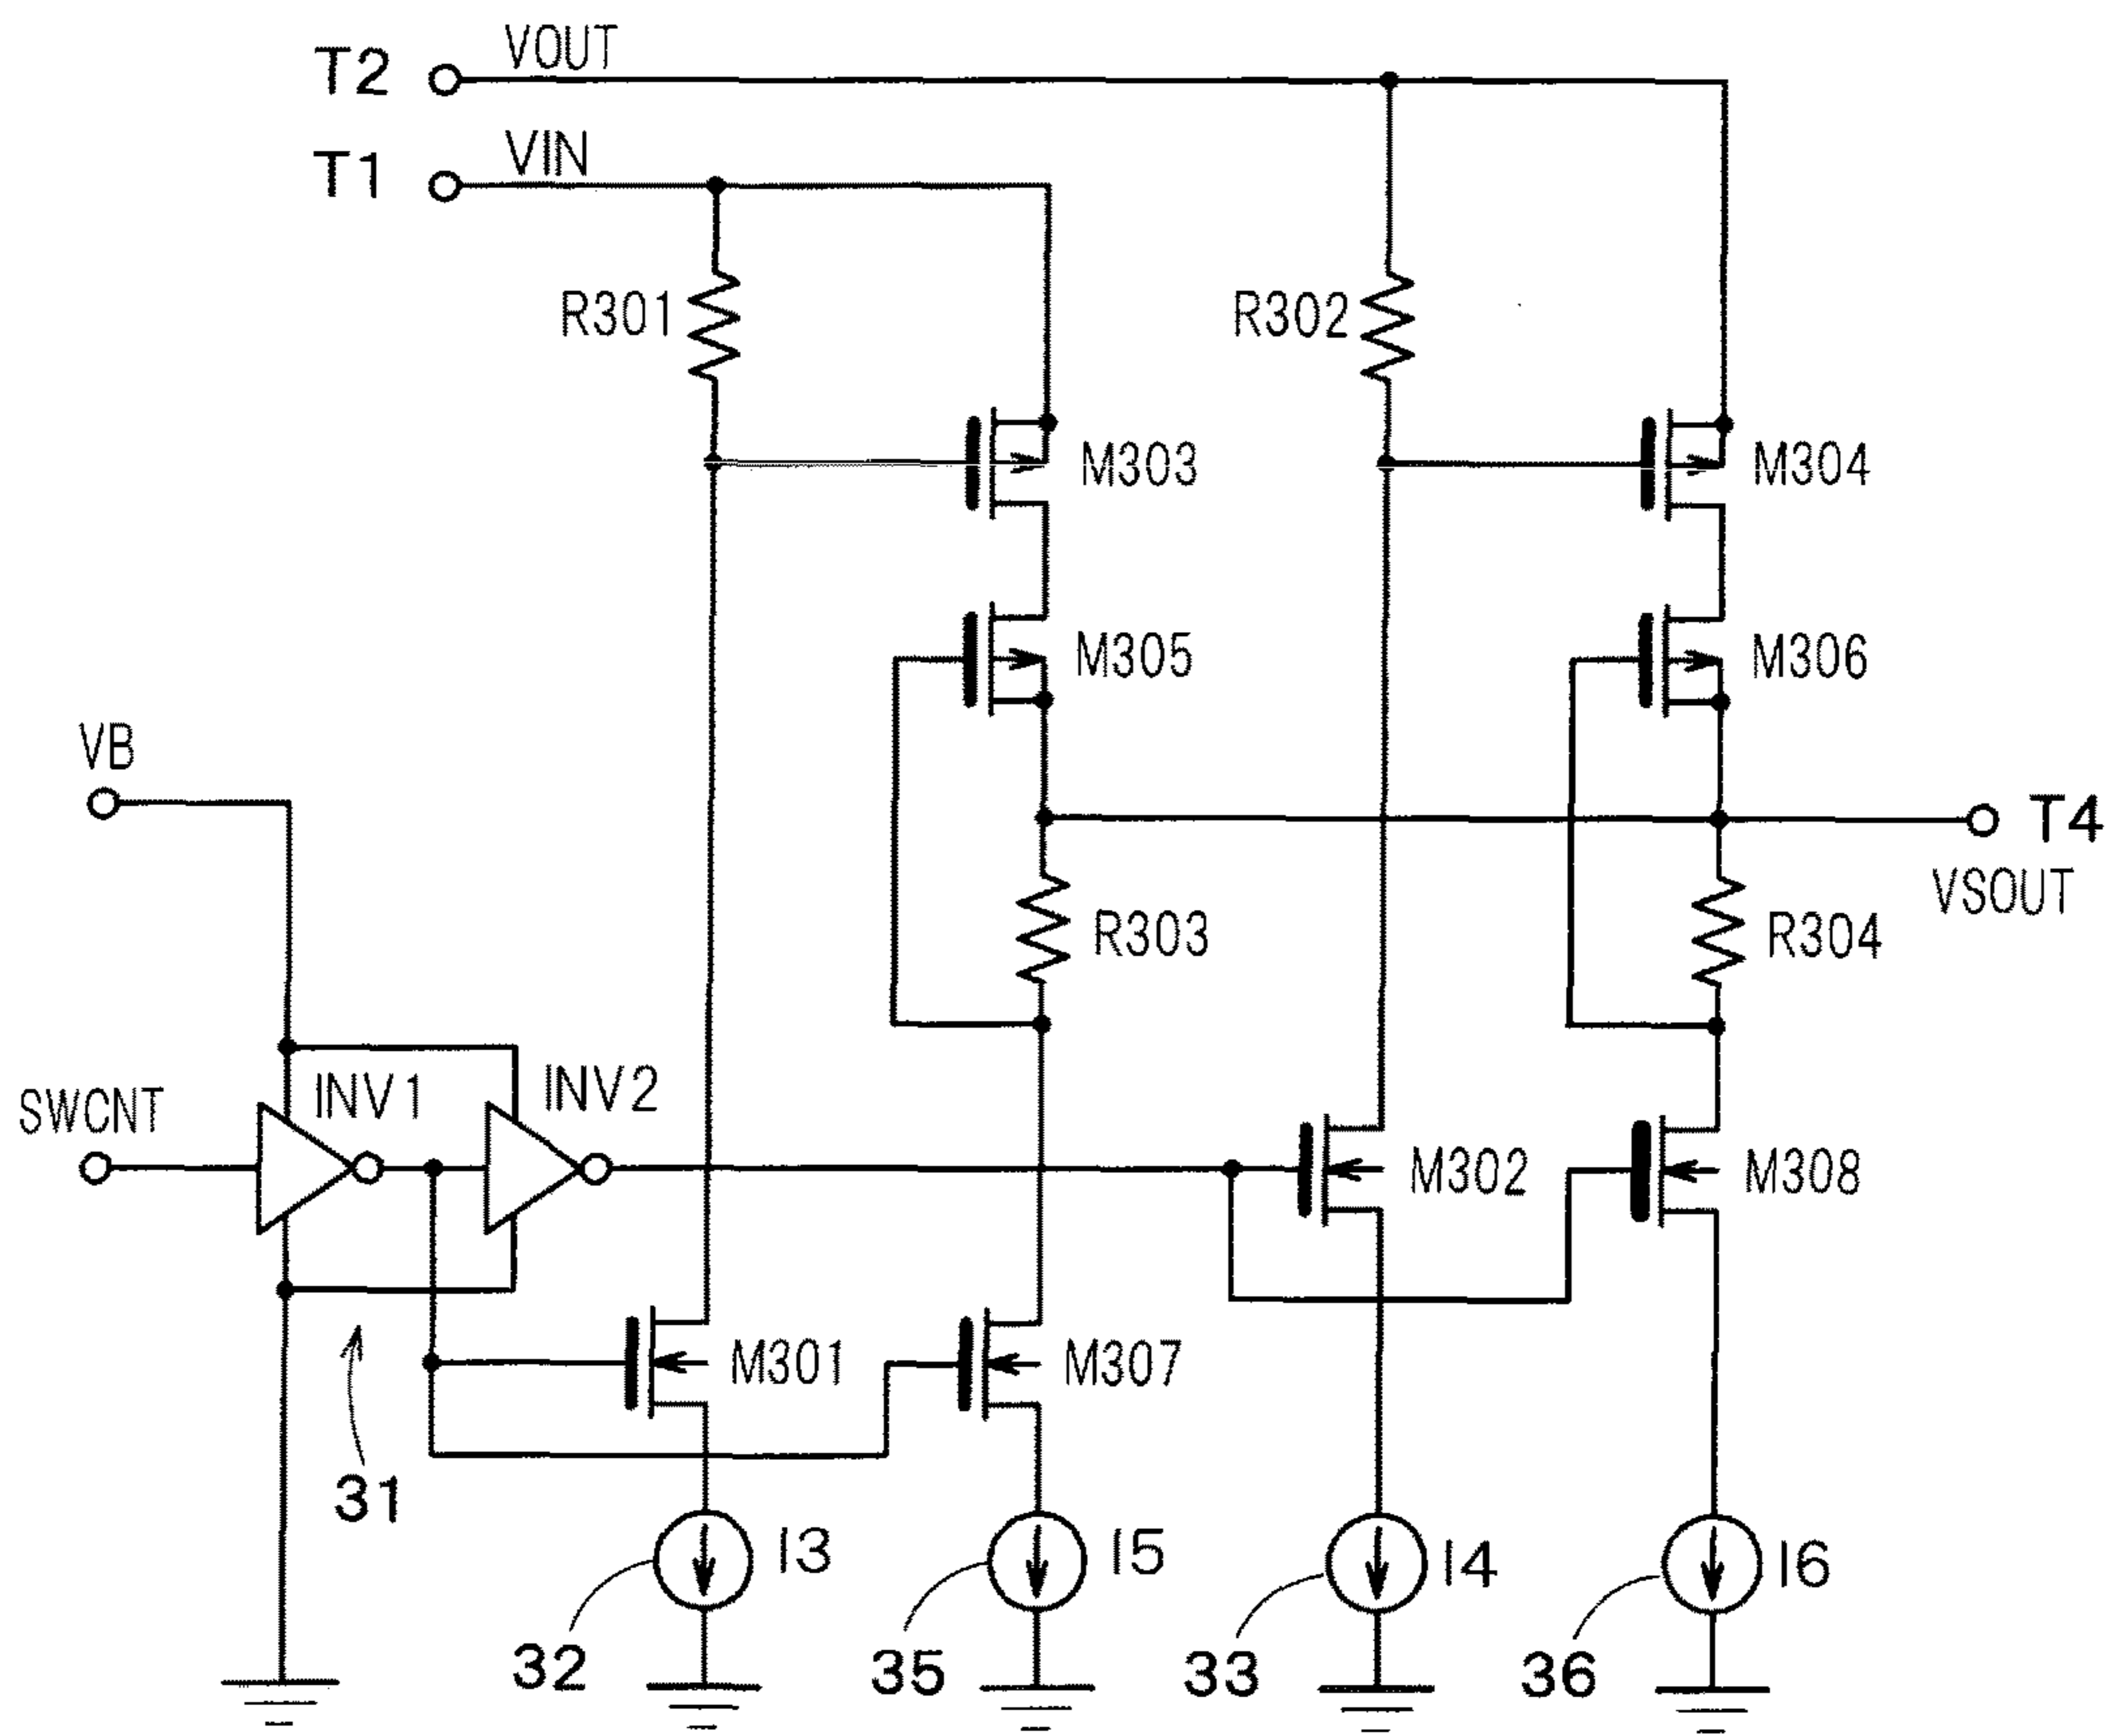 T2 VOUT
T1 VIN
R301
R302
M303
M304
M305
M306
VB
T4
VSOUT
R303
R304
SWCNT
INV1
INV2
M302
M308
M301
M307
31
I3
I5
I4
I6
32
35
33
36